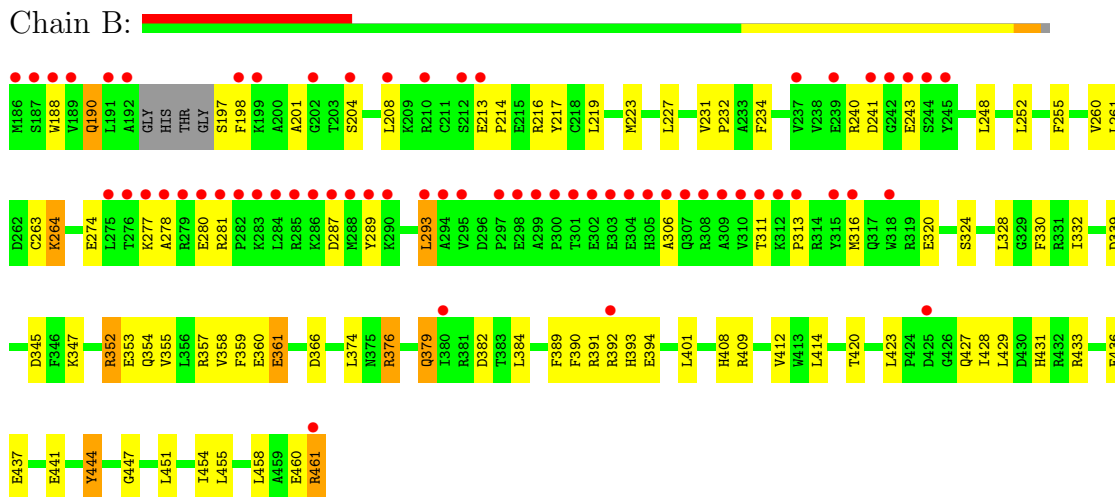 Chain B:
M186 S187 W188 V189 Q190 L191 A192 GLY HIS THR GLY S197 F198 K199 A200 A201 G202 T203 S204 L208 K209 R210 C211 S212 E213 P214 E215 R216 Y217 C218 L219 M223 L227 V231 P232 A233 F234 V237 V238 E239 R240 D241 G242 E243 S244 Y245 L248 L252 F255 V260 L261
D262 C263 K264 E274 L275 T276 K277 A278 R279 E280 R281 P282 K283 L284 R285 K286 D287 M288 Y289 K290 L293 A294 V295 D296 P297 E298 A299 P300 T301 E302 E303 E304 H305 A306 Q307 R308 A309 V310 T311 K312 P313 R314 Y315 M316 Q317 W318 R319 E320 S324 L328 G329 F330 R331 I332
D345 F346 K347 R352 E353 Q354 V355 L356 R357 V358 F359 E360 E361 D366 L374 N375 R376 Q379 I380 R381 D382 T383 L384 F389 F390 R391 R392 H393 E394 L401 H408 R409 V412 W413 L414 T420 L423 P424 D425 G426 Q427 I428 L429 D430 H431 R432 R433
E437 E441 Y444 G447 L451 I454 L455 L458 A459 E460 R461